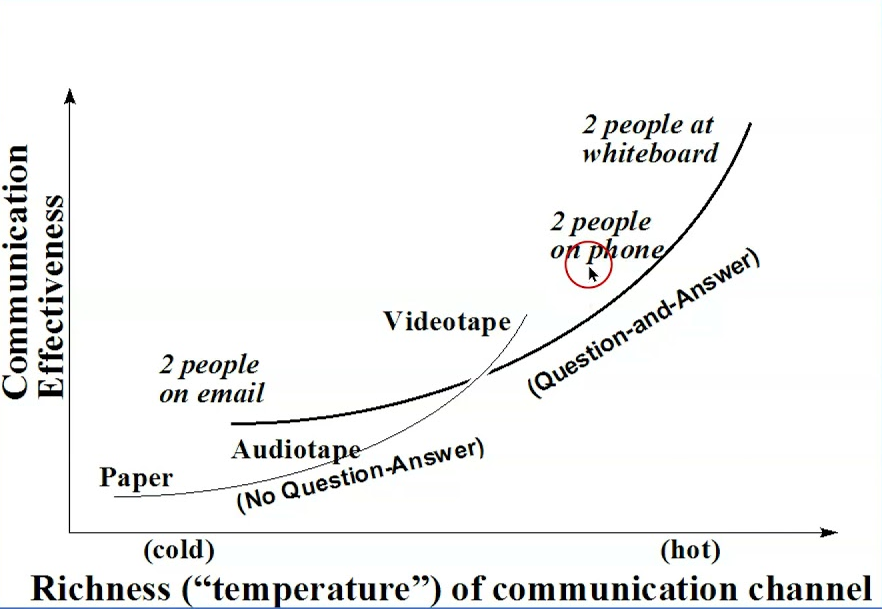 Communication
Effectiveness
2 people at
whiteboard
2 people
on phone
(Question-and-Answer)
Videotape
2 people
on email
Audiotape
(No Question-Answer)
Paper
(cold)
(hot)
Richness (“temperature”) of communication channel